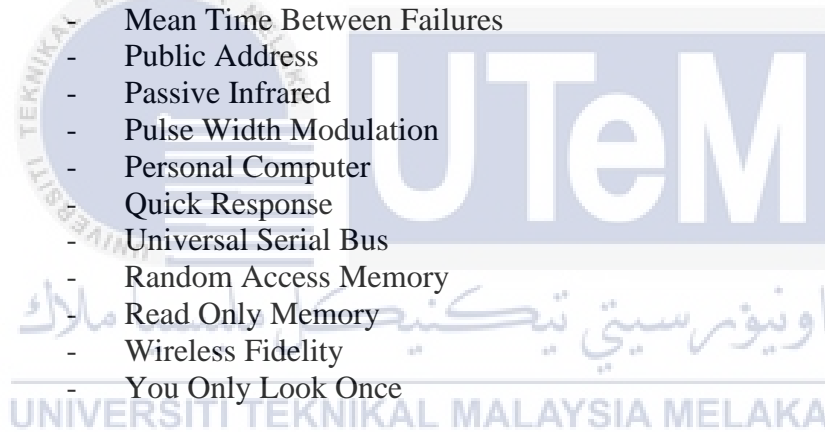 - Mean Time Between Failures
- Public Address
- Passive Infrared
- Pulse Width Modulation
- Personal Computer
- Quick Response
- Universal Serial Bus
- Random Access Memory
- Read Only Memory
- Wireless Fidelity
- You Only Look Once
UTeM
اونيۏرسيتي تيكنيكل مليسيا ملاك
UNIVERSITI TEKNIKAL MALAYSIA MELAKA